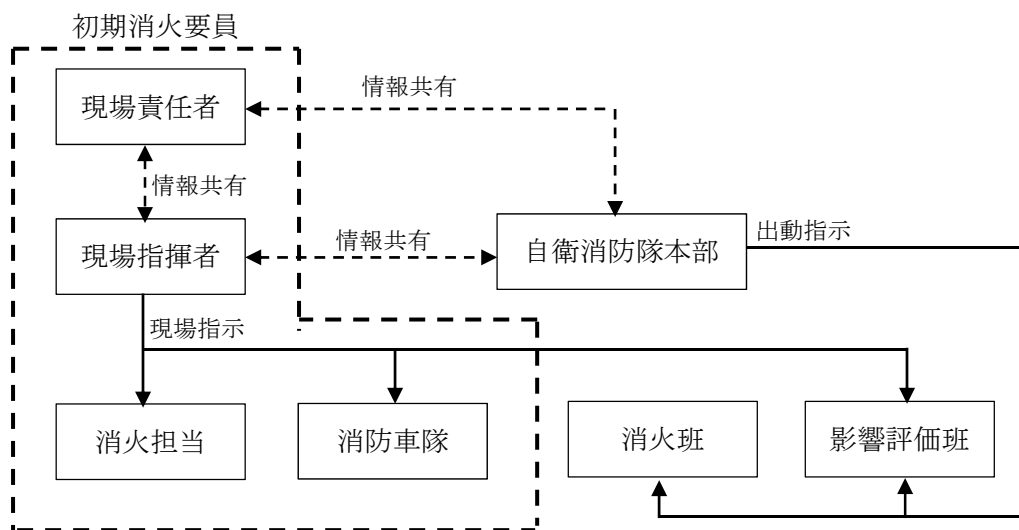 初期消火要員
現場責任者
情報共有
情報共有
現場指揮者
情報共有
自衛消防隊本部
出動指示
現場指示
消火担当
消防車隊
消火班
影響評価班